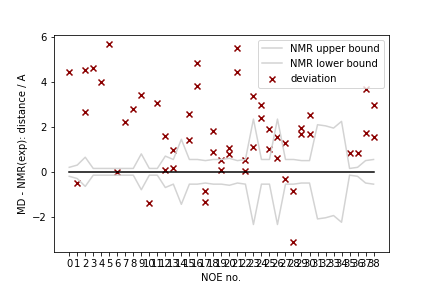 NMR upper bound
NMR lower bound
deviation
MD - NMR(exp): distance / A
6
4
2
0
−2
0 1 2 3 4 5 6 7 8 9 10 11 12 13 14 15 16 17 18 19 20 21 22 23 24 25 26 27 28 29 30 31 32 33 34 35 36 37 38
NOE no.